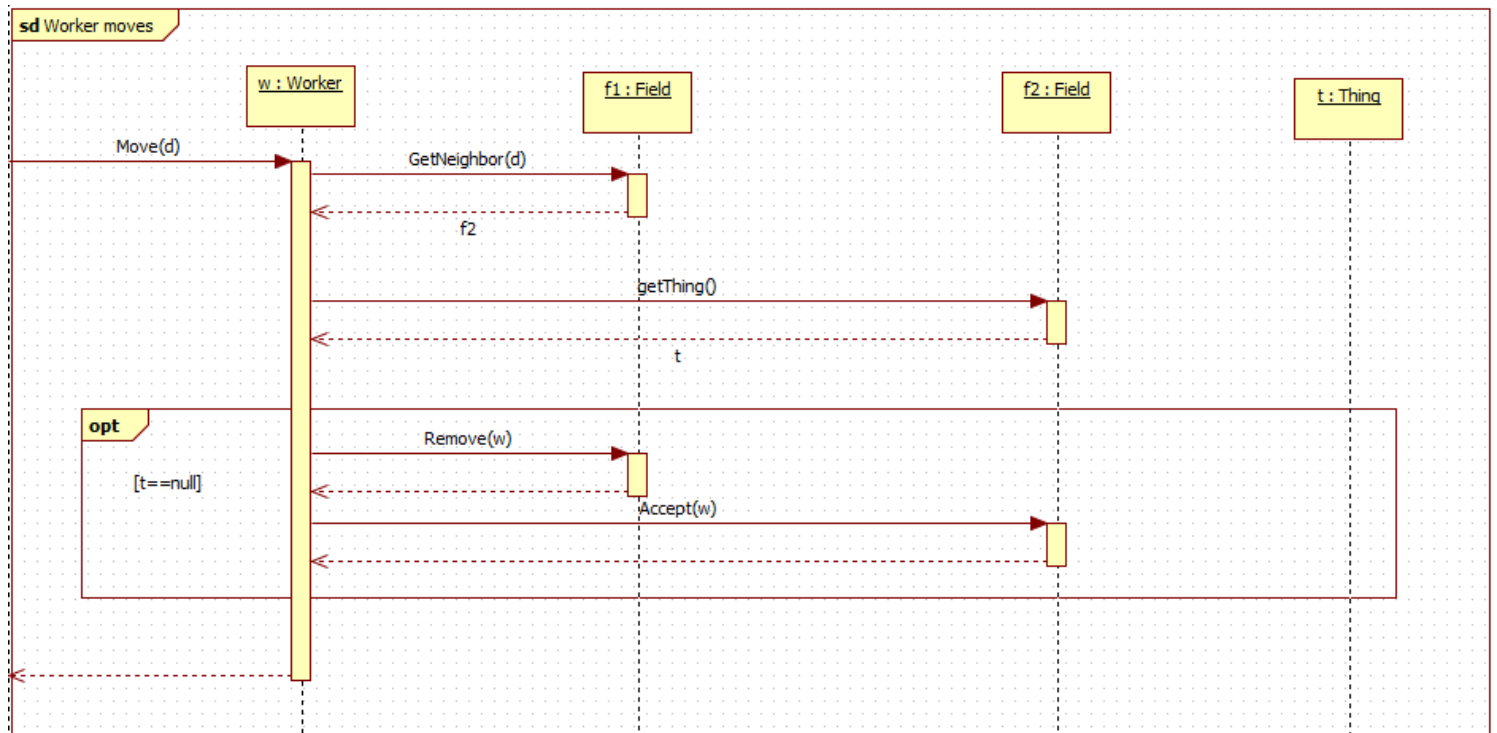 sd Worker moves
w : Worker
f1 : Field
f2 : Field
t : Thing
Move(d)
GetNeighbor(d)
f2
getThing()
t
opt
Remove(w)
[t==null]
Accept(w)